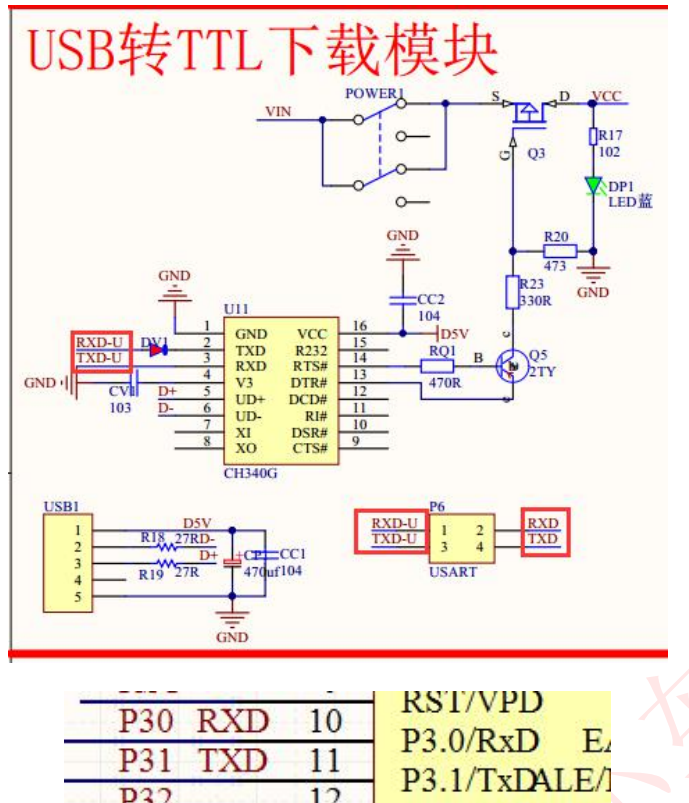 USB转TTL下载模块
POWER1
VIN
S
D
VCC
G
Q3
R17
102
DP1
LED蓝
GND
R20
473
GND
R23
330R
GND
CC2
104
U11
1
GND
VCC
16
D5V
RXD-U
DV1
2
TXD
R232
15
TXD-U
3
RXD
RTS#
14
RQ1
470R
B
c
Q5
2TY
e
GND
CV1
103
4
V3
DTR#
13
D+
5
UD+
DCD#
12
D-
6
UD-
RI#
11
7
XI
DSR#
10
8
XO
CTS#
9
CH340G
USB1
1
D5V
2
R18
27R
D-
3
D+
R19
27R
4
5
CP
470uf
CC1
104
GND
P6
RXD-U
1
2
RXD
TXD-U
3
4
TXD
USART
RST/VPD
P30 RXD 10 P3.0/RxD
P31 TXD 11 P3.1/TxD
ALE/
P32 12